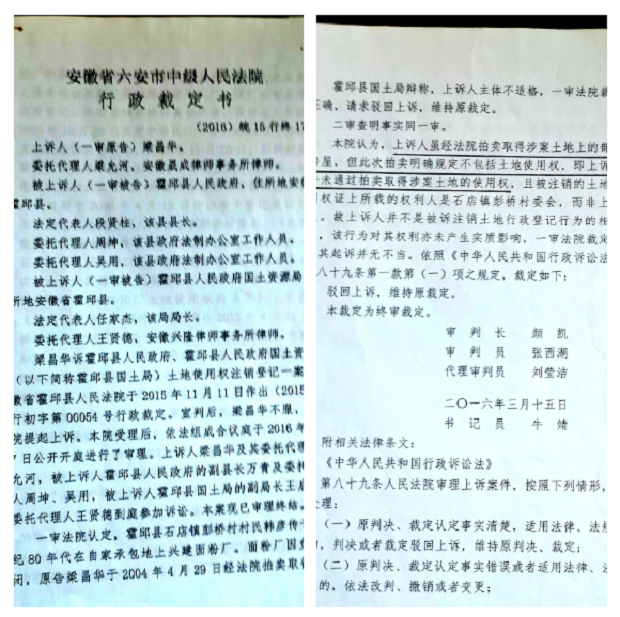 安徽省六安市中级人民法院
行政裁定书
(2016)皖15行终17
上诉人(一审原告)梁昌华。
委托代理人梁允河，安徽晟成律师事务所律师。
被上诉人(一审被告)霍邱县人民政府，住所地安
霍邱县。
法定代表人段贤柱，该县县长。
委托代理人周坤，该县政府法制办公室工作人员。
委托代理人吴用，该县政府法制办公室工作人员。
被上诉人(一审被告)霍邱县人民政府国土资源局
所地安徽省霍邱县。
法定代表人任家杰，该局局长。
委托代理人王贤德，安徽兴隆律师事务所律师。
梁昌华诉霍邱县人民政府、霍邱县人民政府国土资
(以下简称霍邱县国土局)土地使用权注销登记一案
徽省霍邱县人民法院于2015年11月11日作出(2015
行初字第00054号行政裁定。宣判后，梁昌华不服，
院提起上诉。本院受理后，依法组成合议庭于2016年
7日公开开庭进行了审理。上诉人梁昌华及其委托代理
允河，被上诉人霍邱县人民政府的副县长万青及委托
人周坤、吴用，被上诉人霍邱县国土局的副局长王
委托代理人王贤德到庭参加诉讼。本案现已审理终结。
一审法院认定，霍邱县石店镇彭桥村村民韩彦传
纪80年代在自家承包地上兴建面粉厂。面粉厂因
闭，原告梁昌华于2004年4月29日经法院拍卖取得
霍邱县国土局辩称，上诉人主体不适格，一审法院裁
正确，请求驳回上诉，维持原裁定。
二审查明事实同一审。
本院认为，上诉人虽经法院拍卖取得涉案土地上的
房屋，但此次拍卖明确规定不包括土地使用权，即上诉
并未通过拍卖取得涉案土地的使用权，且被注销的土地
用权证上所载的权利人是石店镇彭桥村委会，而非上
。故上诉人并不是被诉注销土地行政登记行为的相
，该行为对其权利亦未产生实质影响，一审法院裁定
其起诉并无不当。依照《中华人民共和国行政诉讼法
八十九条第一款第(一)项之规定，裁定如下：
驳回上诉，维持原裁定。
本裁定为终审裁定。
审判长 颜凯
审判员 张西湖
代理审判员 刘莹洁
二〇一六年三月十五日
书记员 牛婧
附相关法律条文：
《中华人民共和国行政诉讼法》
第八十九条人民法院审理上诉案件，按照下列情形，
处理：
(一)原判决、裁定认定事实清楚，适用法律、法规
，判决或者裁定驳回上诉，维持原判决、裁定；
(二)原判决、裁定认定事实错误或者适用法律、法
的，依法改判、撤销或者变更；